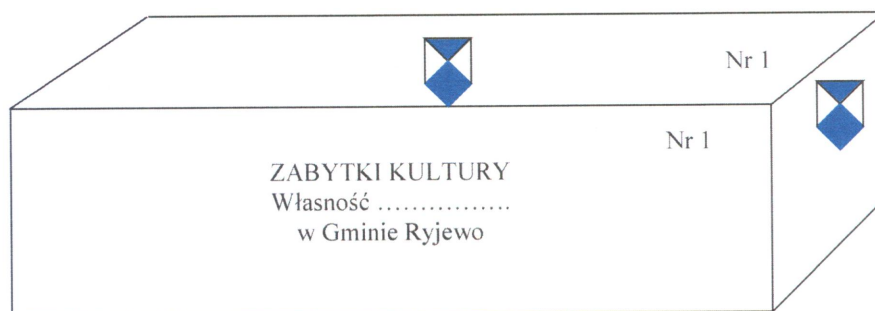 Nr 1
Nr 1
ZABYTKI KULTURY
Własność …………….
w Gminie Ryjewo